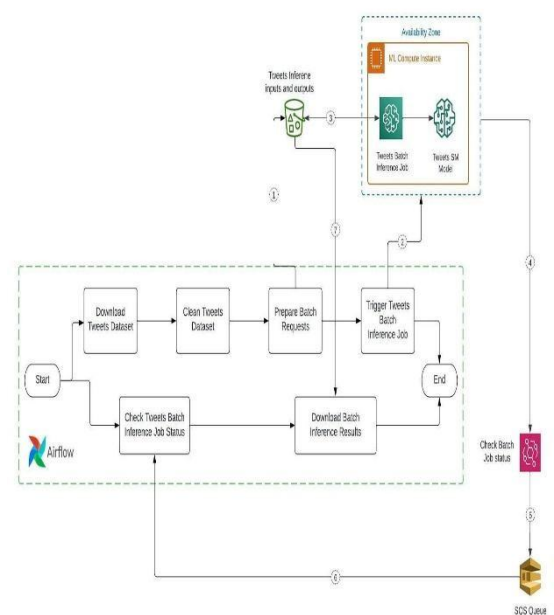 Availability Zone
ML Compute Instance
Tweets Inferene
inputs and outputs
3
Tweets Batch
Inference Job
Tweets SM
Model
1
7
2
4
Download
Tweets Dataset
Clean Tweets
Dataset
Prepare Batch
Requests
Trigger Tweets
Batch
Inference Job
Start
End
Check Tweets Batch
Inference Job Status
Download Batch
Inference Results
Airflow
Check Batch
Job status
5
6
SCS Queue